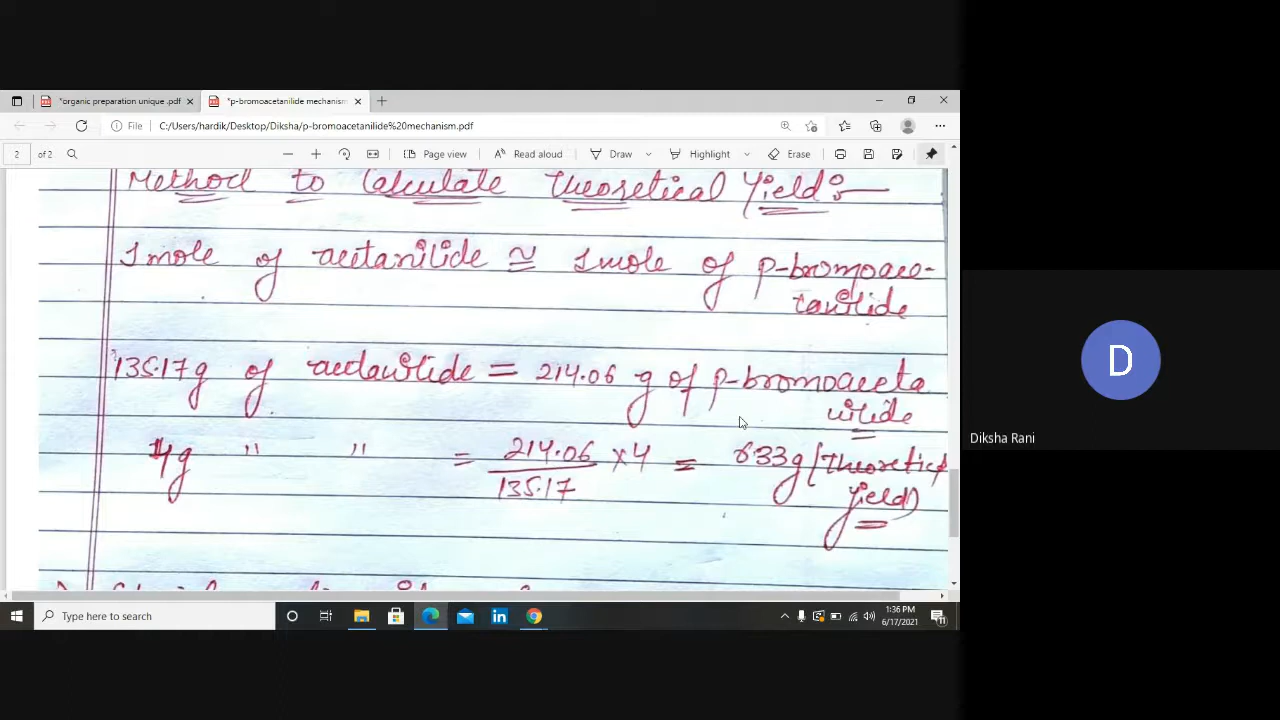 *organic preparation unique .pdf
*p-bromoacetanilide mechanism
File C:/Users/hardik/Desktop/Diksha/p-bromoacetanilide%20mechanism.pdf
2 of 2 Page view Read aloud Draw Highlight Erase
Method to Calculate Theoretical Yield:-
1 mole of acetanilide ≅ 1 mole of p-bromoace-
tanilide
135.17g of acetanilide = 214.06 g of p-bromoaceta
nilide
4g " " = 214.06/135.17 × 4 = 6.33g (Theoretical
yield)
Type here to search
1:36 PM
6/17/2021
D
Diksha Rani